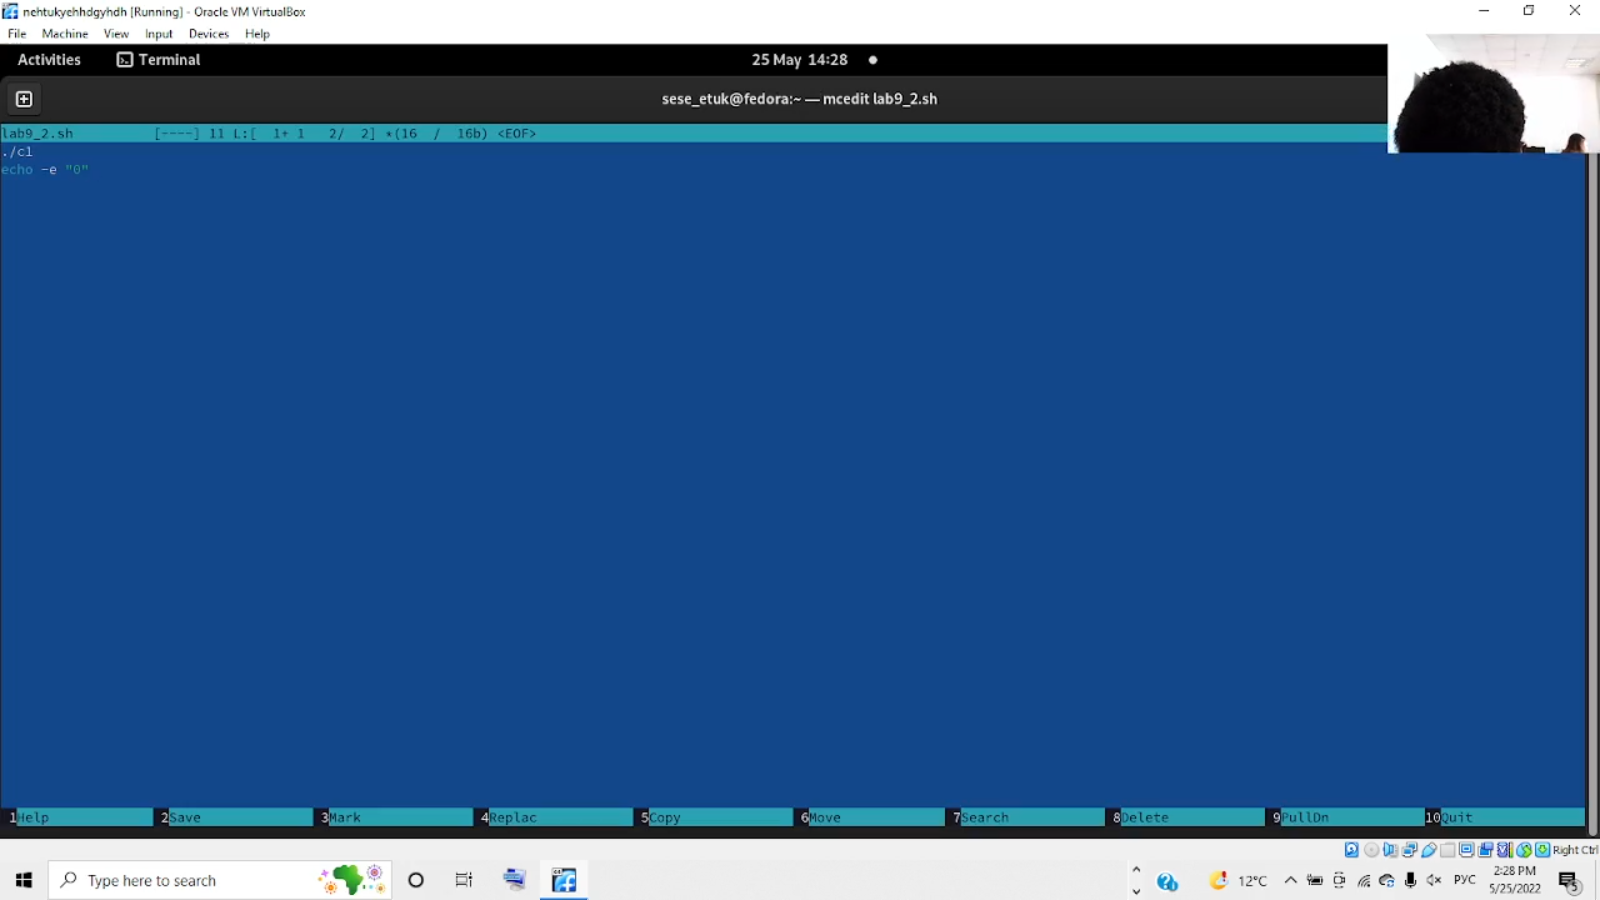 nehtukyehhdgyhdh [Running] - Oracle VM VirtualBox
File Machine View Input Devices Help
Activities Terminal 25 May 14:28
sese_etuk@fedora:~ — mcedit lab9_2.sh
lab9_2.sh [----] 11 L:[ 1+ 1 2/ 2] *(16 / 16b) <EOF>
./cl
echo -e "0"
1Help 2Save 3Mark 4Replac 5Copy 6Move 7Search 8Delete 9PullDn 10Quit
Right Ctrl
Type here to search 12°C РУС 2:28 PM
5/25/2022 5